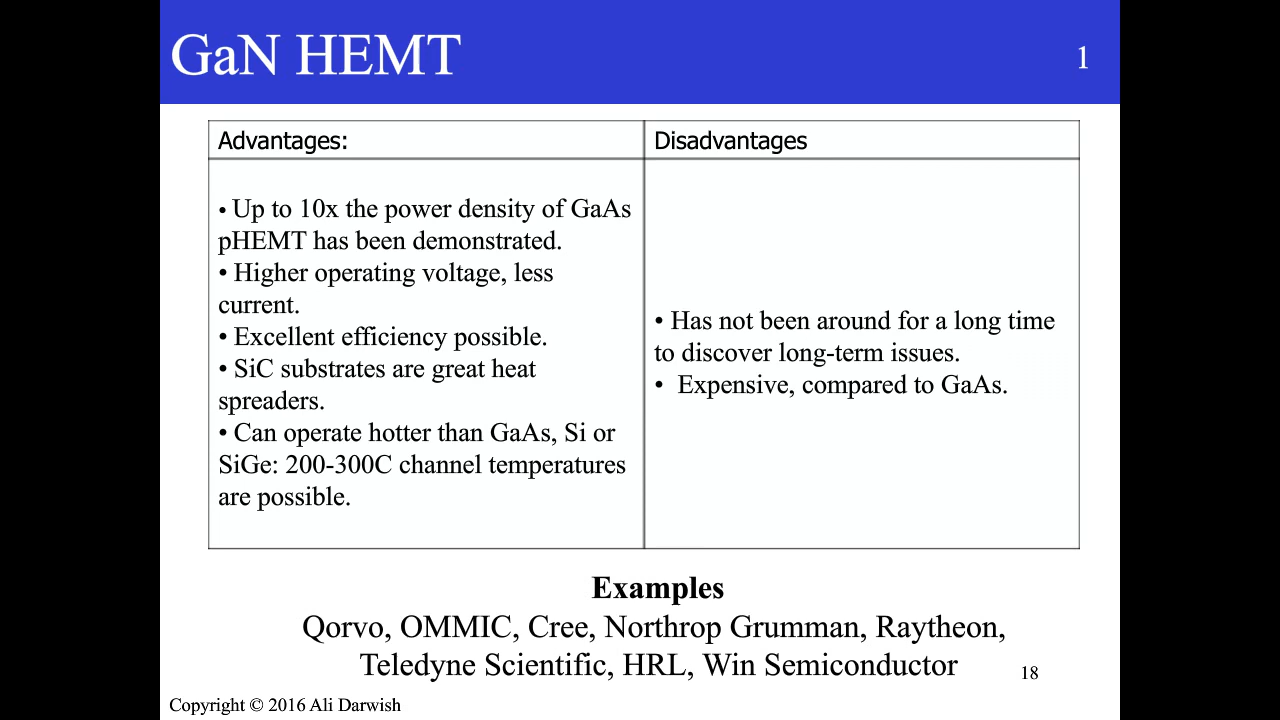 GaN HEMT
1
Advantages:
Disadvantages
• Up to 10x the power density of GaAs
pHEMT has been demonstrated.
• Higher operating voltage, less
current.
• Excellent efficiency possible.
• SiC substrates are great heat
spreaders.
• Can operate hotter than GaAs, Si or
SiGe: 200-300C channel temperatures
are possible.
• Has not been around for a long time
to discover long-term issues.
• Expensive, compared to GaAs.
Examples
Qorvo, OMMIC, Cree, Northrop Grumman, Raytheon,
Teledyne Scientific, HRL, Win Semiconductor
18
Copyright © 2016 Ali Darwish